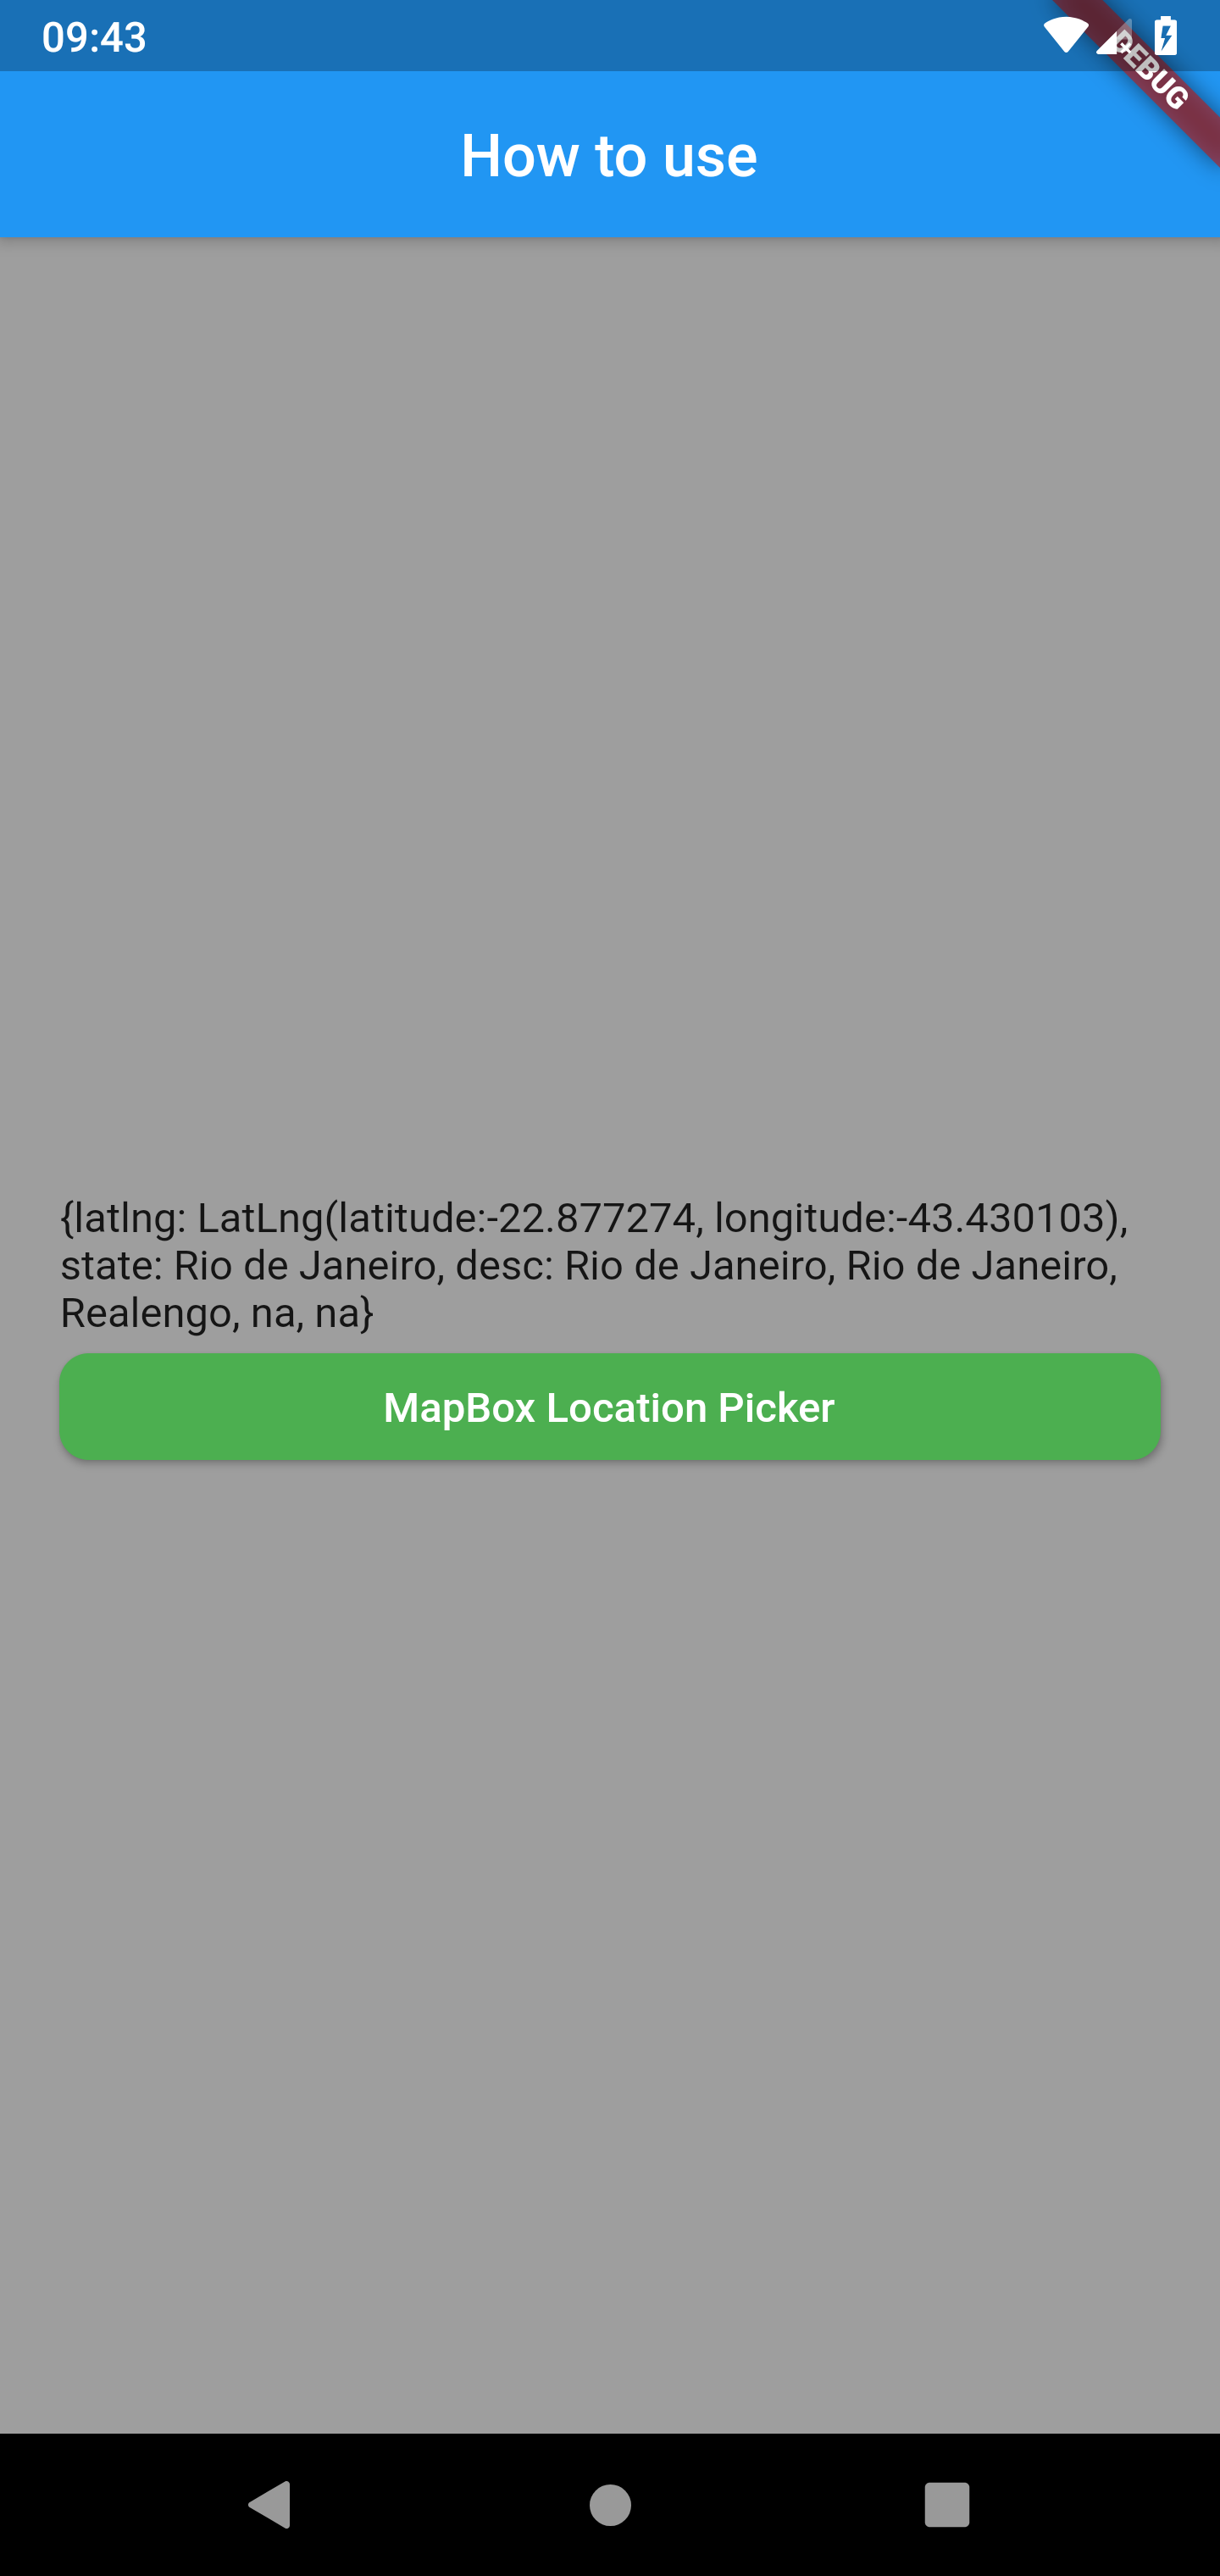 09:43
DEBUG
How to use
{latlng: LatLng(latitude:-22.877274, longitude:-43.430103),
state: Rio de Janeiro, desc: Rio de Janeiro, Rio de Janeiro,
Realengo, na, na}
MapBox Location Picker